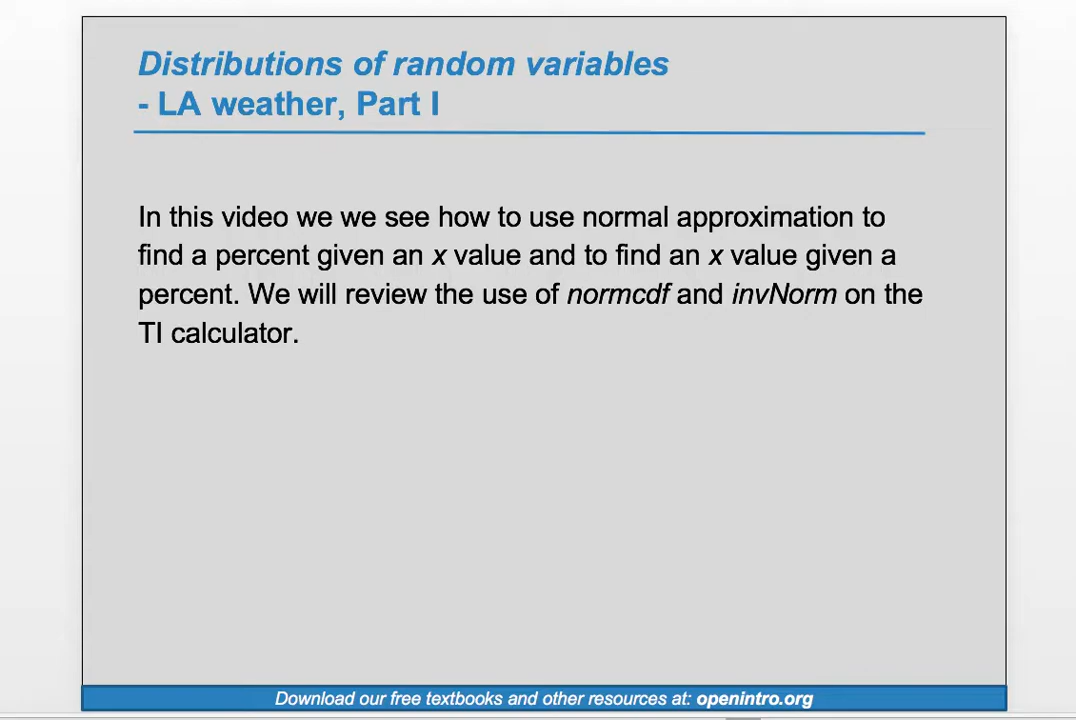 Distributions of random variables
- LA weather, Part I
In this video we we see how to use normal approximation to
find a percent given an x value and to find an x value given a
percent. We will review the use of normcdf and invNorm on the
TI calculator.
Download our free textbooks and other resources at: openintro.org